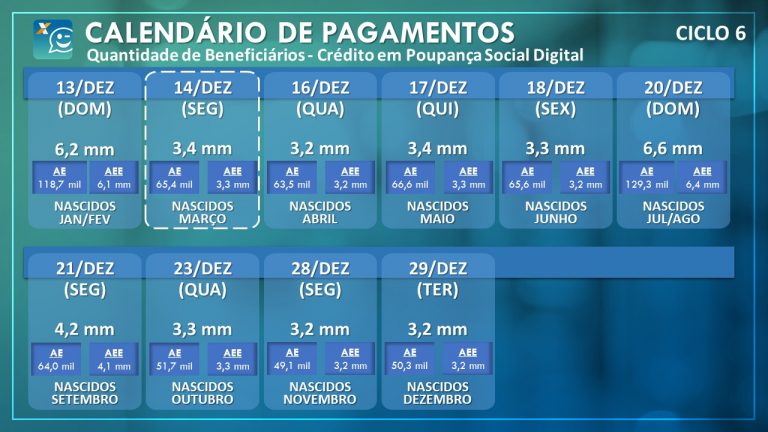 CALENDÁRIO DE PAGAMENTOS
CICLO 6
Quantidade de Beneficiários - Crédito em Poupança Social Digital
13/DEZ
(DOM)
6,2 mm
AE
118,7 mil
AEE
6,1 mm
NASCIDOS
JAN/FEV
14/DEZ
(SEG)
3,4 mm
AE
65,4 mil
AEE
3,3 mm
NASCIDOS
MARÇO
16/DEZ
(QUA)
3,2 mm
AE
63,5 mil
AEE
3,2 mm
NASCIDOS
ABRIL
17/DEZ
(QUI)
3,4 mm
AE
66,6 mil
AEE
3,3 mm
NASCIDOS
MAIO
18/DEZ
(SEX)
3,3 mm
AE
65,6 mil
AEE
3,2 mm
NASCIDOS
JUNHO
20/DEZ
(DOM)
6,6 mm
AE
129,3 mil
AEE
6,4 mm
NASCIDOS
JUL/AGO
21/DEZ
(SEG)
4,2 mm
AE
64,0 mil
AEE
4,1 mm
NASCIDOS
SETEMBRO
23/DEZ
(QUA)
3,3 mm
AE
51,7 mil
AEE
3,3 mm
NASCIDOS
OUTUBRO
28/DEZ
(SEG)
3,2 mm
AE
49,1 mil
AEE
3,2 mm
NASCIDOS
NOVEMBRO
29/DEZ
(TER)
3,2 mm
AE
50,3 mil
AEE
3,2 mm
NASCIDOS
DEZEMBRO